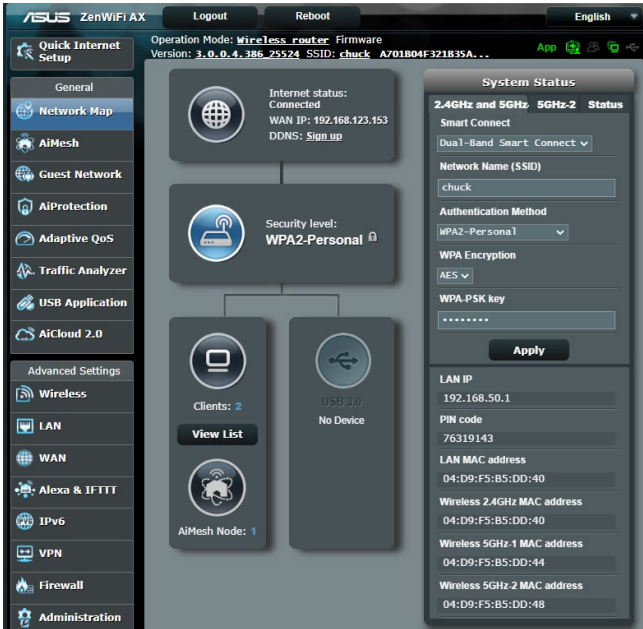 ASUS ZenWiFi AX Logout Reboot English
Quick Internet Setup
General
Network Map
AiMesh
Guest Network
AiProtection
Adaptive QoS
Traffic Analyzer
USB Application
AiCloud 2.0
Advanced Settings
Wireless
LAN
WAN
Alexa & IFTTT
IPv6
VPN
Firewall
Administration
Operation Mode: Wireless router Firmware
Version: 3.0.0.4.386_25524 SSID: chuck A701B04F321B35A...
App
Internet status:
Connected
WAN IP: 192.168.123.153
DDNS: Sign up
Security level:
WPA2-Personal
Clients: 2
View List
AiMesh Node: 1
USB 3.0
No Device
System Status
2.4GHz and 5GHz- 5GHz-2 Status
Smart Connect
Dual-Band Smart Connect
Network Name (SSID)
chuck
Authentication Method
WPA2-Personal
WPA Encryption
AES
WPA-PSK key
········
Apply
LAN IP
192.168.50.1
PIN code
76319143
LAN MAC address
04:D9:F5:B5:DD:40
Wireless 2.4GHz MAC address
04:D9:F5:B5:DD:40
Wireless 5GHz-1 MAC address
04:D9:F5:B5:DD:44
Wireless 5GHz-2 MAC address
04:D9:F5:B5:DD:48